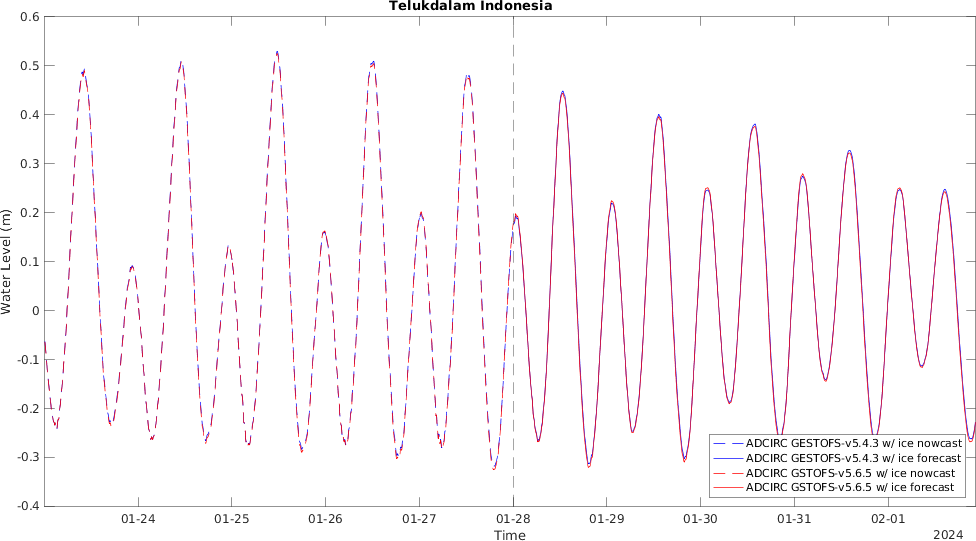 Telukdalam Indonesia
0.6
0.5
0.4
0.3
0.2
0.1
0
-0.1
-0.2
-0.3
-0.4
Water Level (m)
ADCIRC GESTOFS-v5.4.3 w/ ice nowcast
ADCIRC GESTOFS-v5.4.3 w/ ice forecast
ADCIRC GSTOFS-v5.6.5 w/ ice nowcast
ADCIRC GSTOFS-v5.6.5 w/ ice forecast
01-24 01-25 01-26 01-27 01-28 01-29 01-30 01-31 02-01
Time
2024